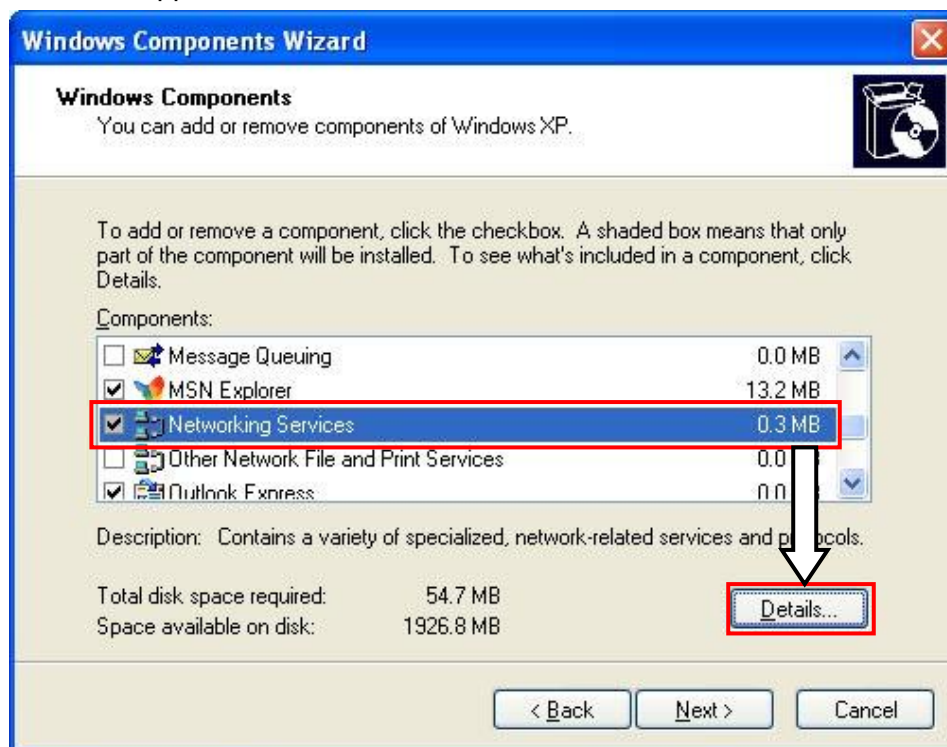 Windows Components Wizard
Windows Components
You can add or remove components of Windows XP.
To add or remove a component, click the checkbox. A shaded box means that only
part of the component will be installed. To see what's included in a component, click
Details.
Components:
Message Queuing 0.0 MB
MSN Explorer 13.2 MB
Networking Services 0.3 MB
Other Network File and Print Services 0.0
Outlook Express 0.0
Description: Contains a variety of specialized, network-related services and
Total disk space required: 54.7 MB
Details...
Space available on disk: 1926.8 MB
< Back Next > Cancel